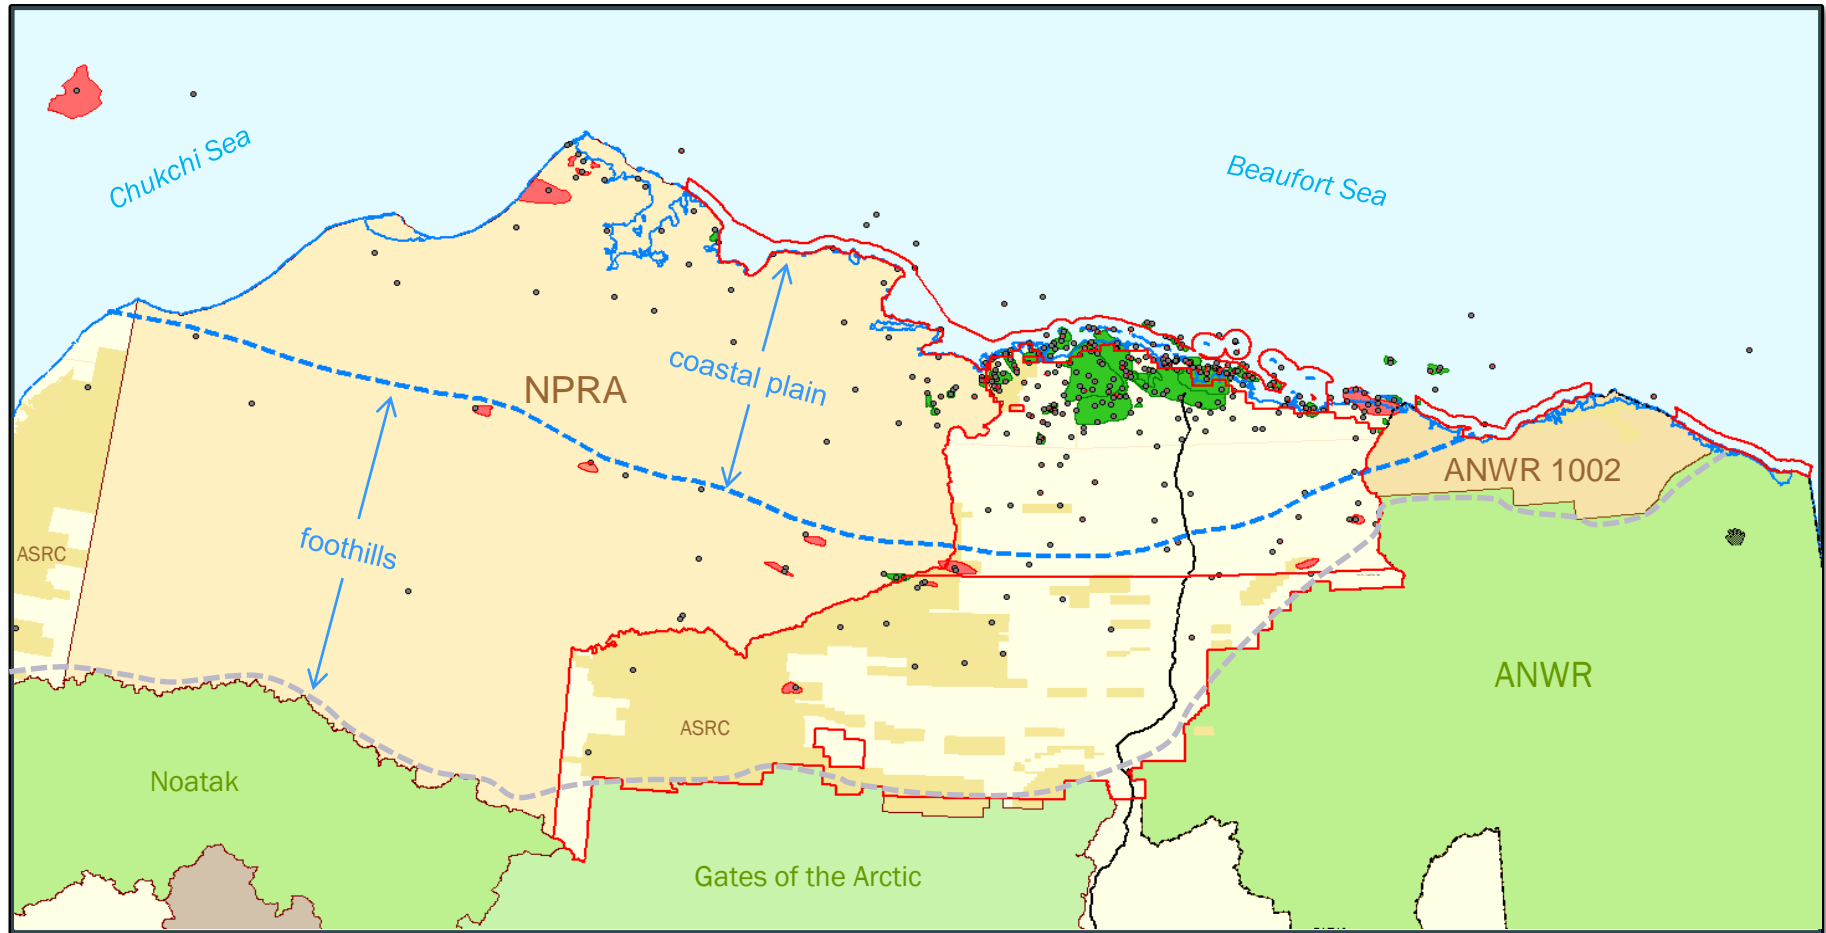 Chukchi Sea
Beaufort Sea
coastal plain
NPRA
ANWR 1002
foothills
ASRC
ANWR
ASRC
Noatak
Gates of the Arctic